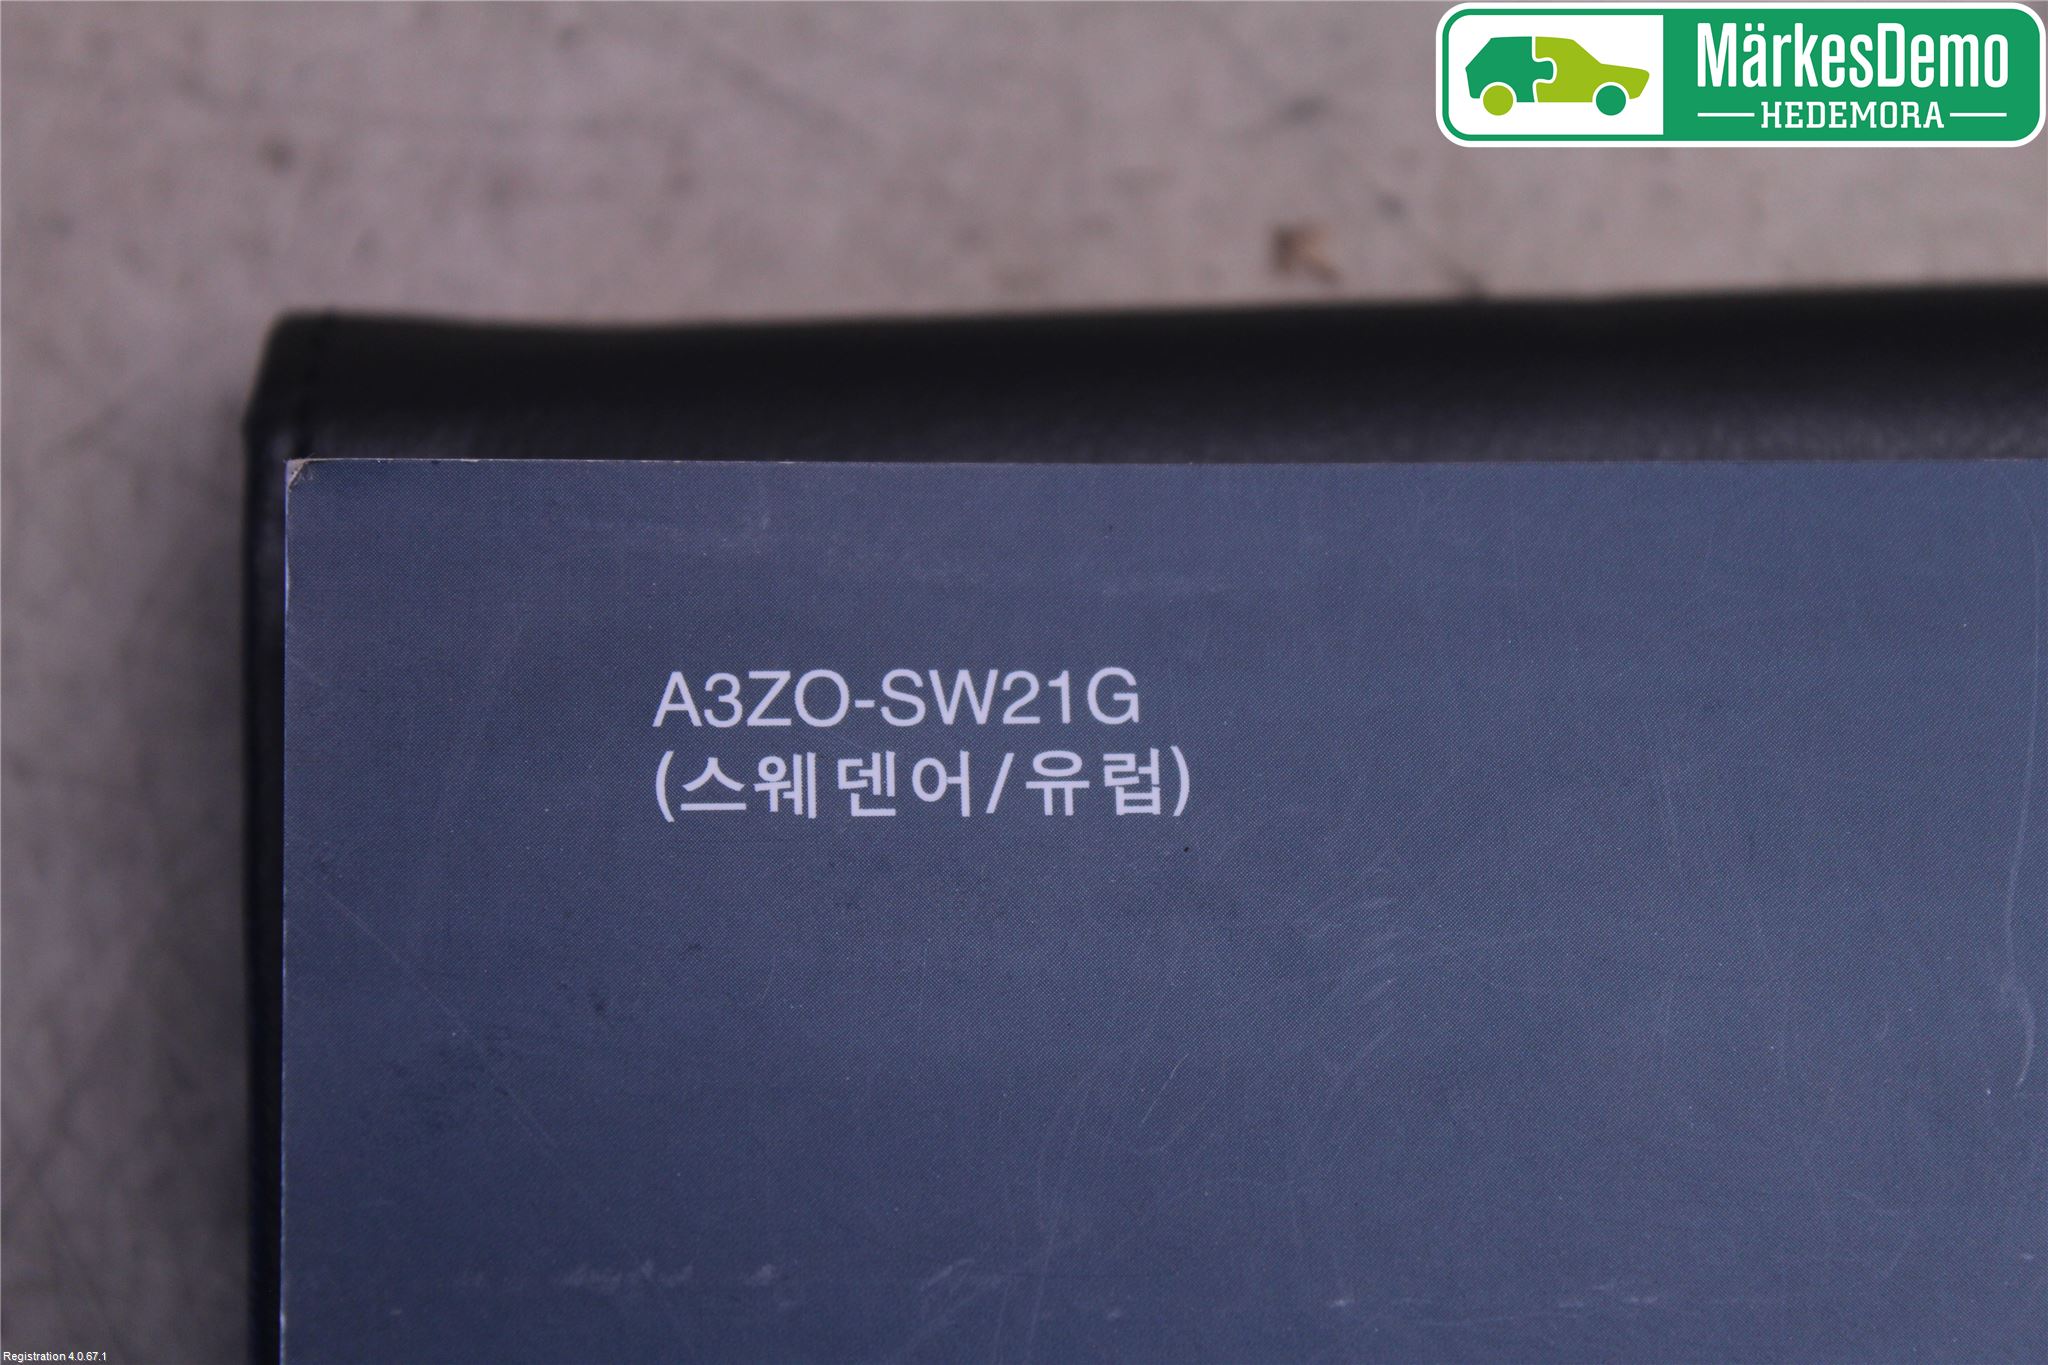 MärkesDemo
HEDEMORA
A3ZO-SW21G
(스웨덴어/유럽)
Registration 4.0.67.1